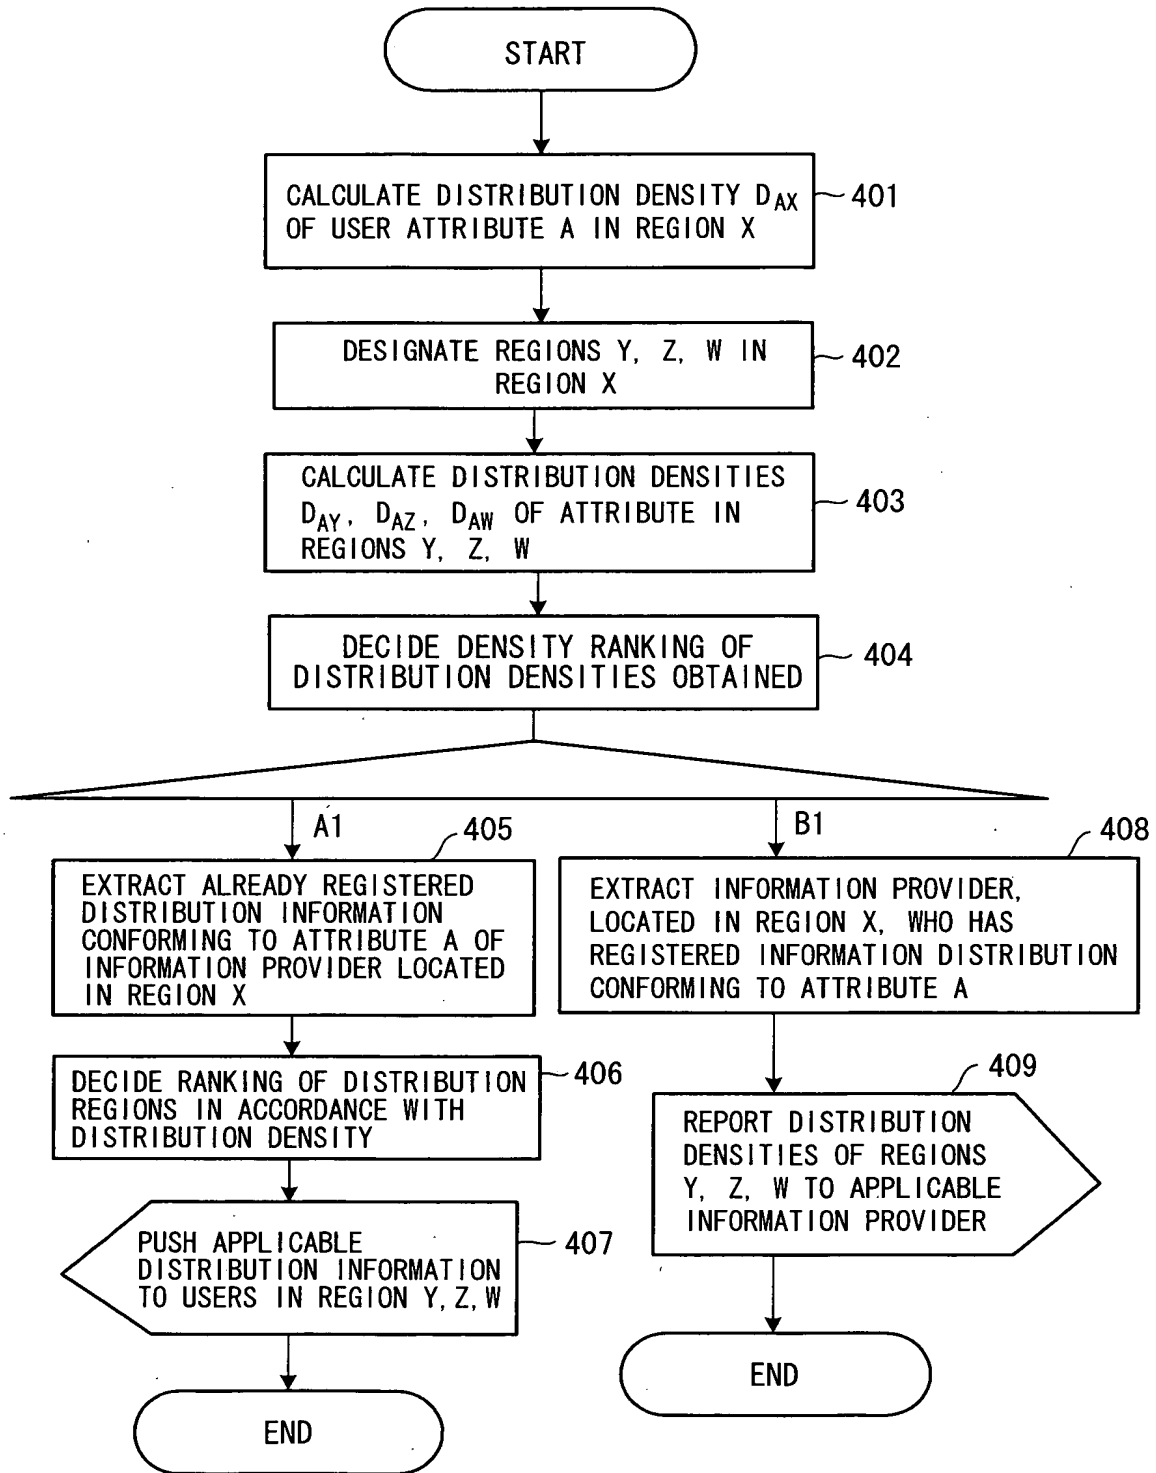 START
CALCULATE DISTRIBUTION DENSITY DAX
OF USER ATTRIBUTE A IN REGION X
401
DESIGNATE REGIONS Y, Z, W IN
REGION X
402
CALCULATE DISTRIBUTION DENSITIES
DAY, DAZ, DAW OF ATTRIBUTE IN
REGIONS Y, Z, W
403
DECIDE DENSITY RANKING OF
DISTRIBUTION DENSITIES OBTAINED
404
A1
405
EXTRACT ALREADY REGISTERED
DISTRIBUTION INFORMATION
CONFORMING TO ATTRIBUTE A OF
INFORMATION PROVIDER LOCATED
IN REGION X
B1
408
EXTRACT INFORMATION PROVIDER,
LOCATED IN REGION X, WHO HAS
REGISTERED INFORMATION DISTRIBUTION
CONFORMING TO ATTRIBUTE A
DECIDE RANKING OF DISTRIBUTION
REGIONS IN ACCORDANCE WITH
DISTRIBUTION DENSITY
406
409
REPORT DISTRIBUTION
DENSITIES OF REGIONS
Y, Z, W TO APPLICABLE
INFORMATION PROVIDER
PUSH APPLICABLE
DISTRIBUTION INFORMATION
TO USERS IN REGION Y, Z, W
407
END
END